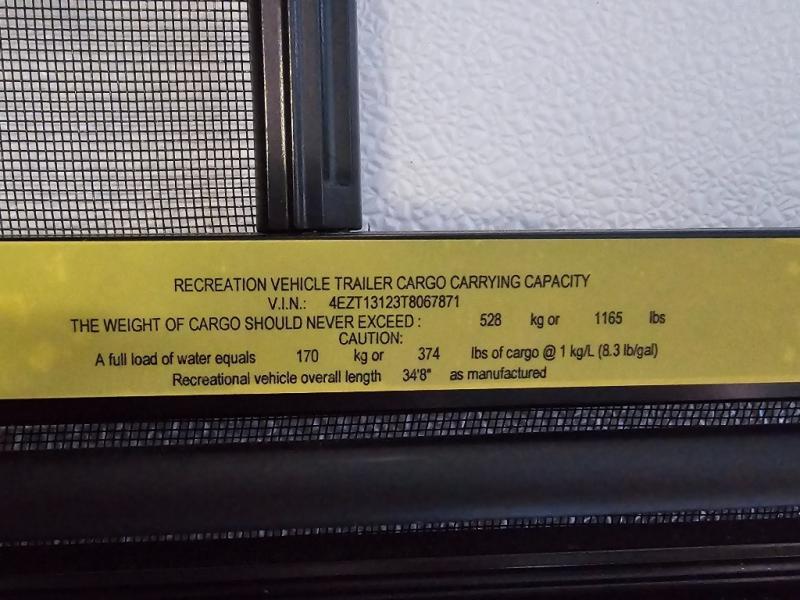 RECREATION VEHICLE TRAILER CARGO CARRYING CAPACITY
V.I.N.: 4EZT13123T8067871
THE WEIGHT OF CARGO SHOULD NEVER EXCEED : 528 kg or 1165 lbs
CAUTION:
A full load of water equals 170 kg or 374 lbs of cargo @ 1 kg/L (8.3 lb/gal)
Recreational vehicle overall length 34'8" as manufactured